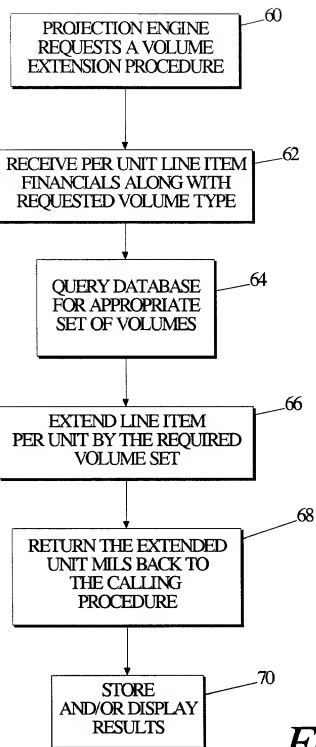 PROJECTION ENGINE
REQUESTS A VOLUME
EXTENSION PROCEDURE
60
RECEIVE PER UNIT LINE ITEM
FINANCIALS ALONG WITH
REQUESTED VOLUME TYPE
62
QUERY DATABASE
FOR APPROPRIATE
SET OF VOLUMES
64
EXTEND LINE ITEM
PER UNIT BY THE REQUIRED
VOLUME SET
66
RETURN THE EXTENDED
UNIT MILS BACK TO
THE CALLING
PROCEDURE
68
STORE
AND/OR DISPLAY
RESULTS
70